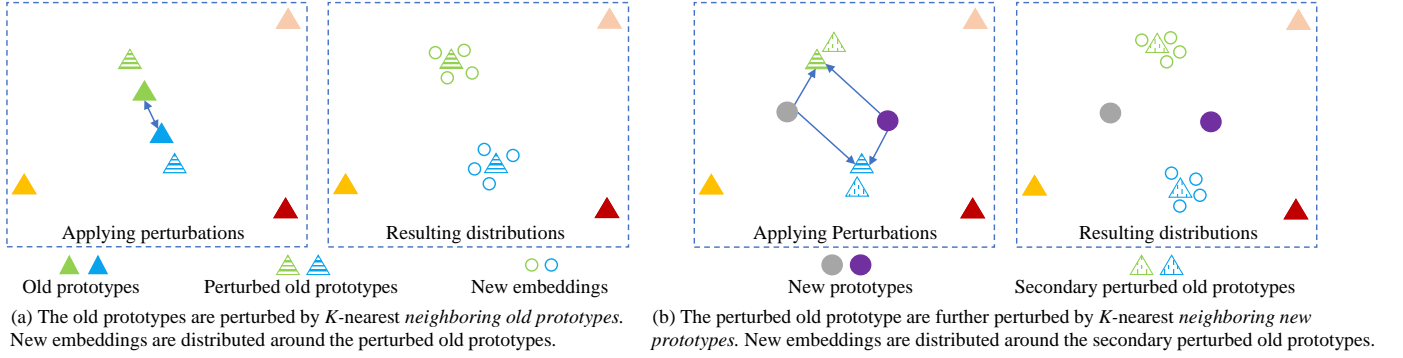 Applying perturbations
Resulting distributions
Old prototypes
Perturbed old prototypes
New embeddings
(a) The old prototypes are perturbed by K-nearest neighboring old prototypes.
New embeddings are distributed around the perturbed old prototypes.
Applying Perturbations
Resulting distributions
New prototypes
Secondary perturbed old prototypes
(b) The perturbed old prototype are further perturbed by K-nearest neighboring new
prototypes. New embeddings are distributed around the secondary perturbed old prototypes.